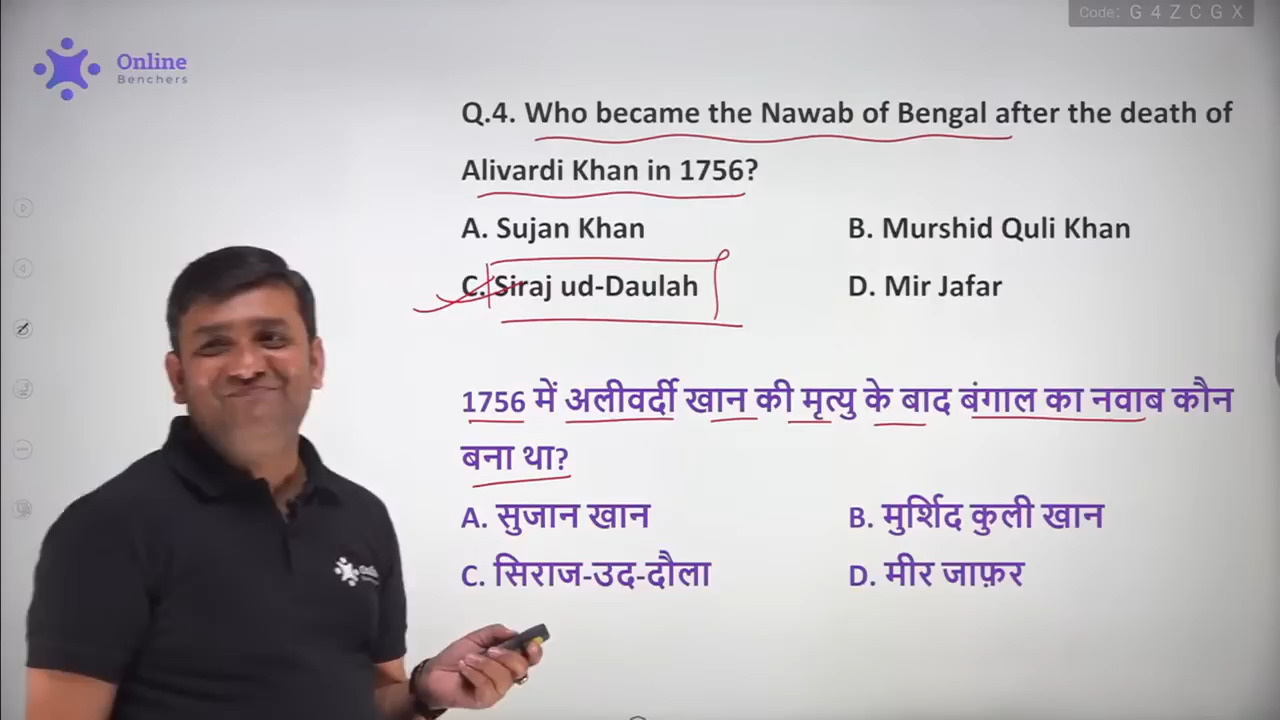 Code: G4ZCGX
Online
Benchers
Q.4. Who became the Nawab of Bengal after the death of
Alivardi Khan in 1756?
A. Sujan Khan
B. Murshid Quli Khan
C. Siraj ud-Daulah
D. Mir Jafar
1756 में अलीवर्दी खान की मृत्यु के बाद बंगाल का नवाब कौन
बना था?
A. सुजान खान
B. मुर्शिद कुली खान
C. सिराज-उद-दौला
D. मीर जाफ़र